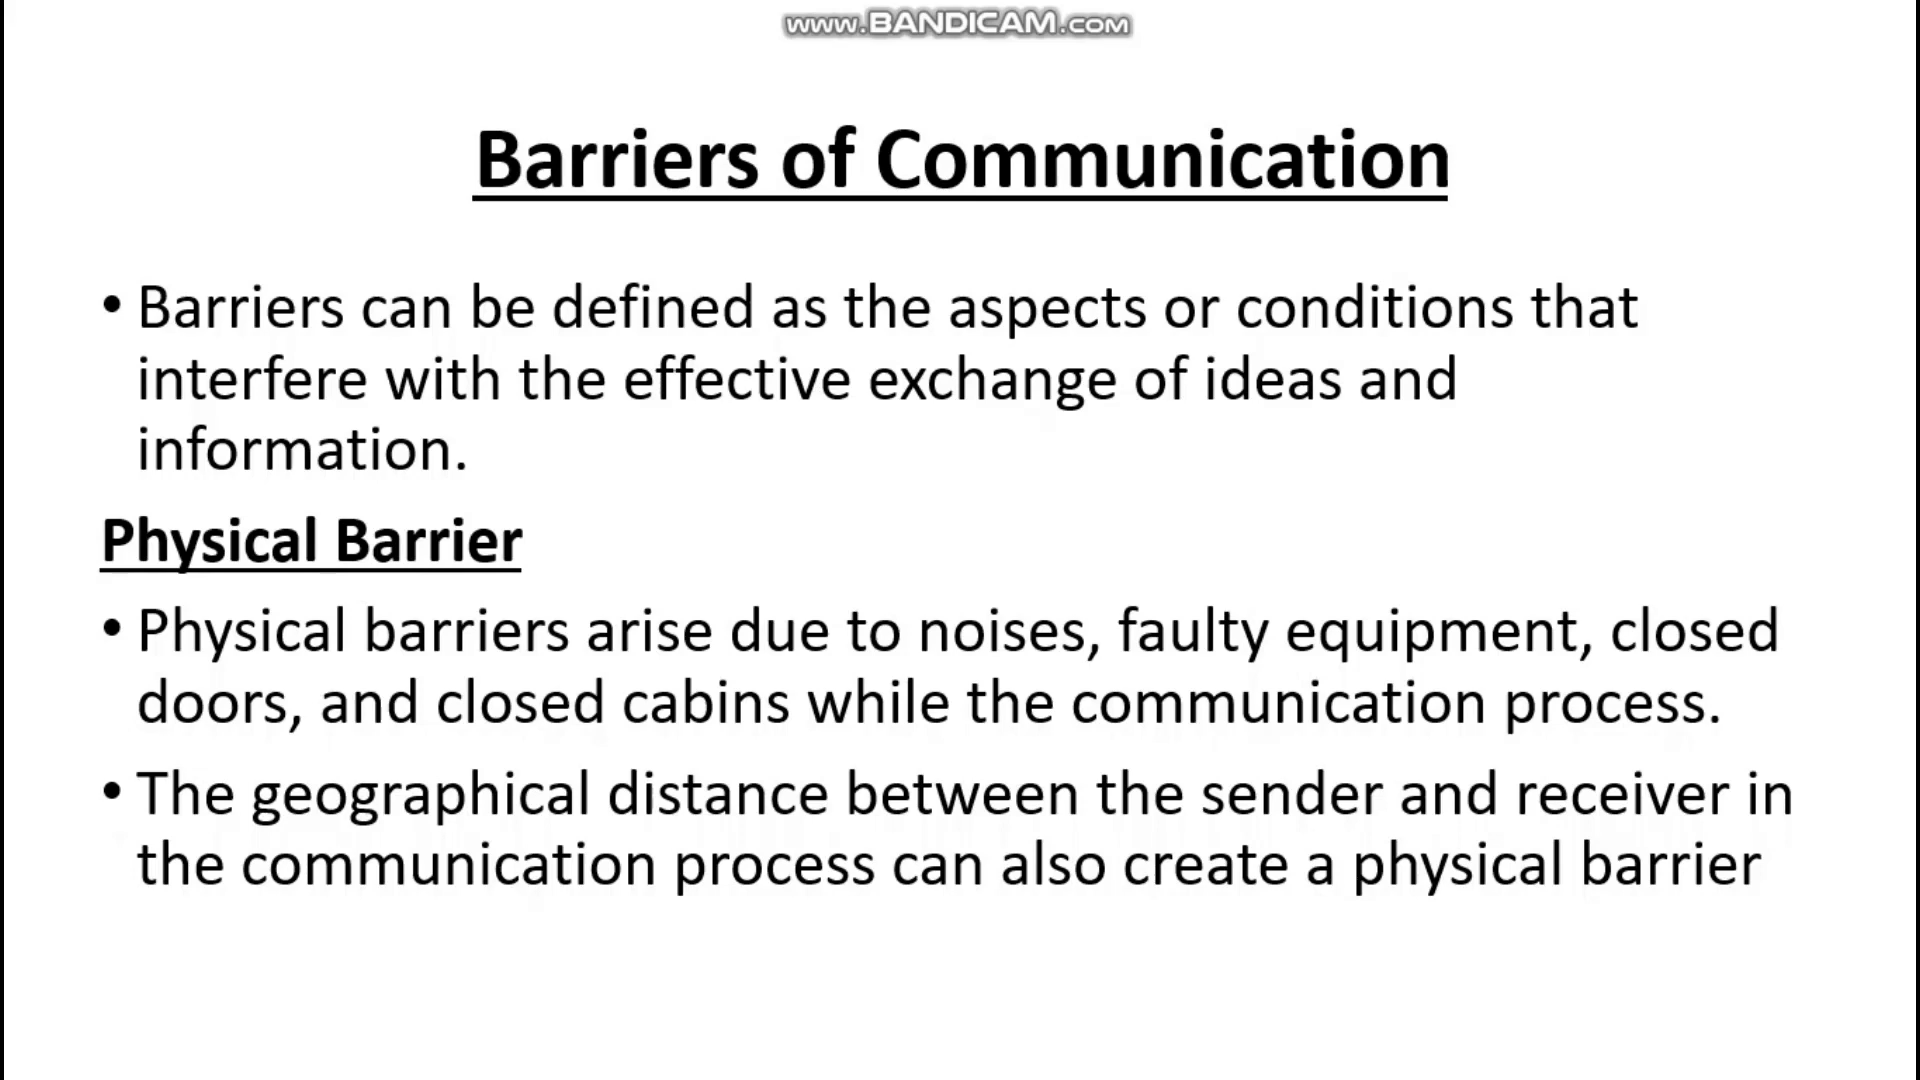 www.BANDICAM.com
Barriers of Communication
• Barriers can be defined as the aspects or conditions that
interfere with the effective exchange of ideas and
information.
Physical Barrier
• Physical barriers arise due to noises, faulty equipment, closed
doors, and closed cabins while the communication process.
• The geographical distance between the sender and receiver in
the communication process can also create a physical barrier